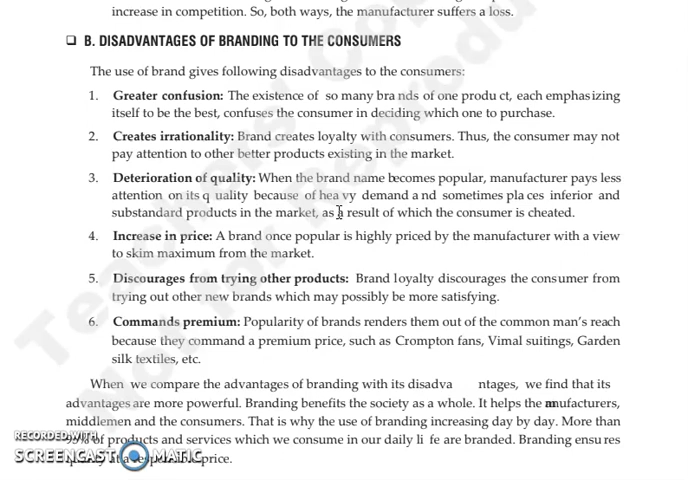 increase in competition. So, both ways, the manufacturer suffers a loss.
❑ B. DISADVANTAGES OF BRANDING TO THE CONSUMERS
The use of brand gives following disadvantages to the consumers:
1. Greater confusion: The existence of so many bra nds of one produ ct, each emphasizing
itself to be the best, confuses the consumer in deciding which one to purchase.
2. Creates irrationality: Brand creates loyalty with consumers. Thus, the consumer may not
pay attention to other better products existing in the market.
3. Deterioration of quality: When the brand name becomes popular, manufacturer pays less
attention on its q uality because of hea vy demand a nd sometimes pla ces inferior and
substandard products in the market, as a result of which the consumer is cheated.
4. Increase in price: A brand once popular is highly priced by the manufacturer with a view
to skim maximum from the market.
5. Discourages from trying other products: Brand loyalty discourages the consumer from
trying out other new brands which may possibly be more satisfying.
6. Commands premium: Popularity of brands renders them out of the common man's reach
because they command a premium price, such as Crompton fans, Vimal suitings, Garden
silk textiles, etc.
When we compare the advantages of branding with its disadva ntages, we find that its
advantages are more powerful. Branding benefits the society as a whole. It helps the manufacturers,
middlemen and the consumers. That is why the use of branding increasing day by day. More than
of products and services which we consume in our daily li fe are branded. Branding ensures
price.
RECORDED WITH
SCREENCAST MATIC
Teachers'
Not for Reprodu